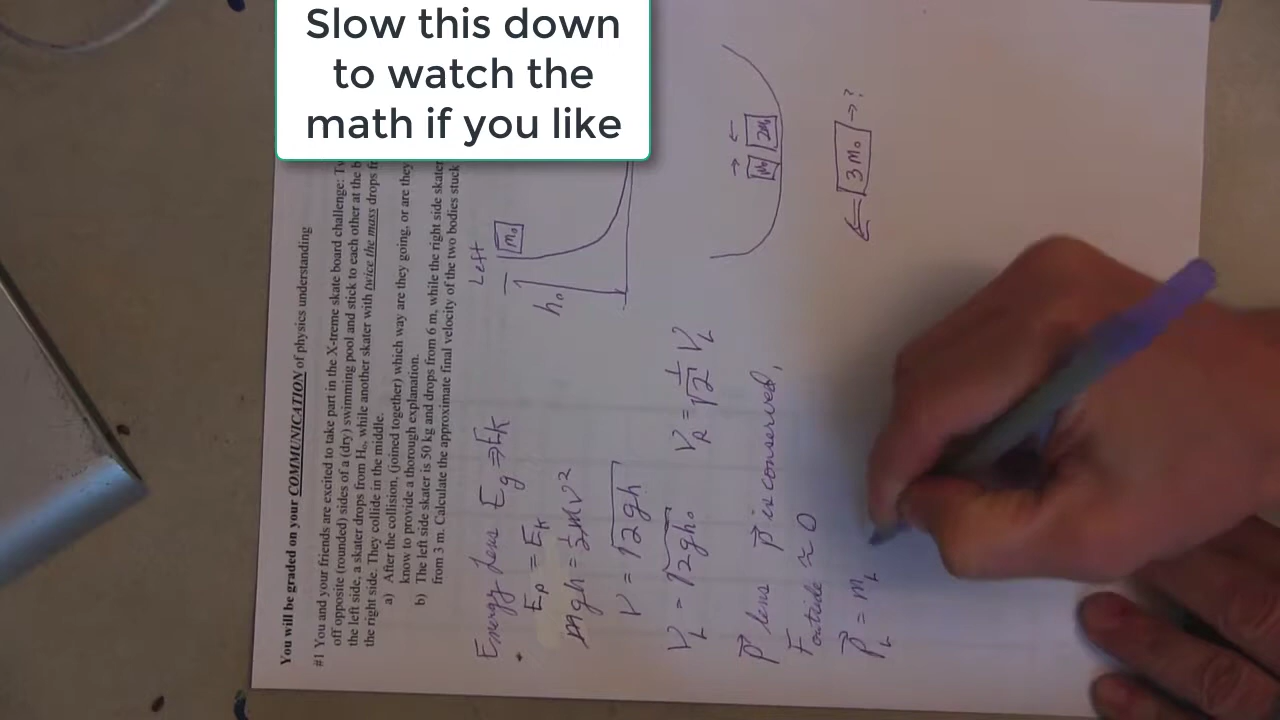 Slow this down
to watch the
math if you like
You will be graded on your COMMUNICATION of physics understanding
#1 You and your friends are excited to take part in the X-treme skate board challenge:
off opposite (rounded) sides of a (dry) swimming pool and stick to each other at the
the left side, a skater drops from H₀, while another skater with twice the mass drops
the right side. They collide in the middle.
a) After the collision, (joined together) which way are they going, or are they
know to provide a thorough explanation.
b) The left side skater is 50 kg and drops from 6 m, while the right side skater
from 3 m. Calculate the approximate final velocity of the two bodies stuck
Energy Lens Eg ⇒ EK
Ep = EK
mgh = ½mv²
V = √2gh
VL = √2gh₀ VR = 1/√2 VL
Left
h₀
m₀
P⃗ lens P⃗ is conserved,
Foutside ≈ 0
P⃗L = mL
→ ←
m₀ 2m₀
⇐ 3m₀ → ?